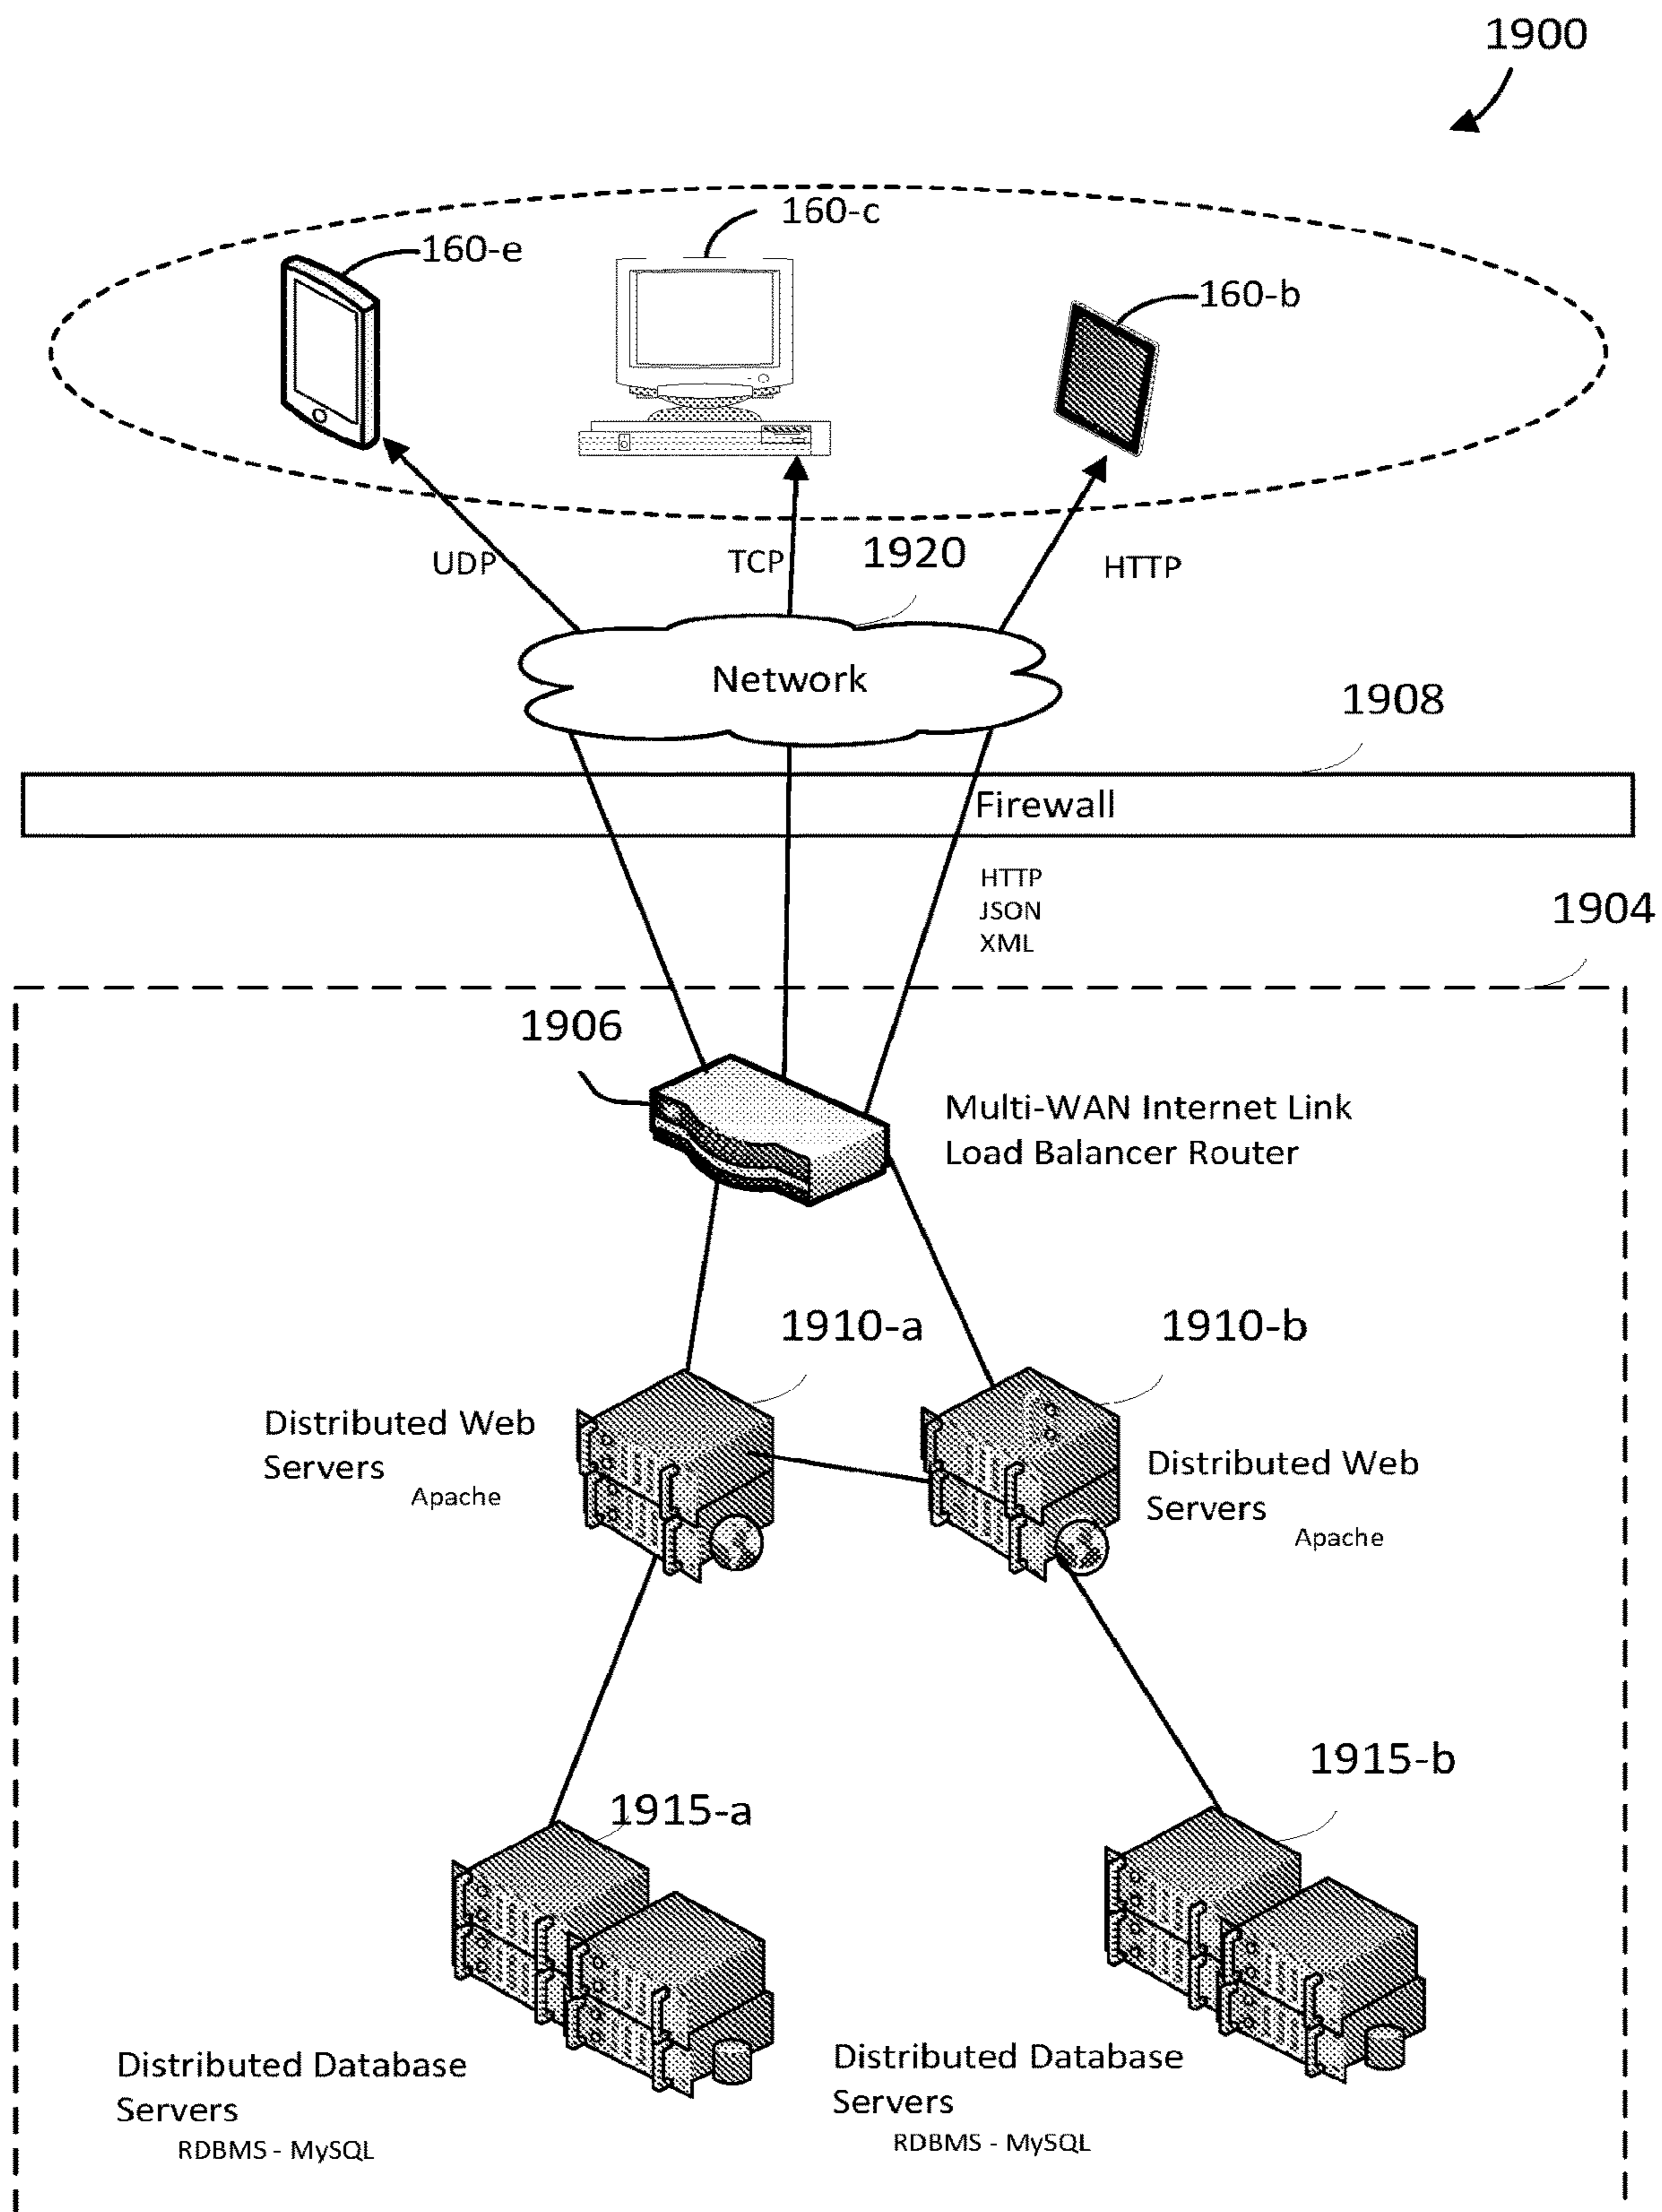 1900
160-c
160-e
160-b
UDP
TCP
1920
HTTP
Network
1908
Firewall
HTTP
JSON
XML
1904
1906
Multi-WAN Internet Link
Load Balancer Router
1910-a
1910-b
Distributed Web
Servers
Apache
Distributed Web
Servers
Apache
1915-b
1915-a
Distributed Database
Servers
RDBMS - MySQL
Distributed Database
Servers
RDBMS - MySQL